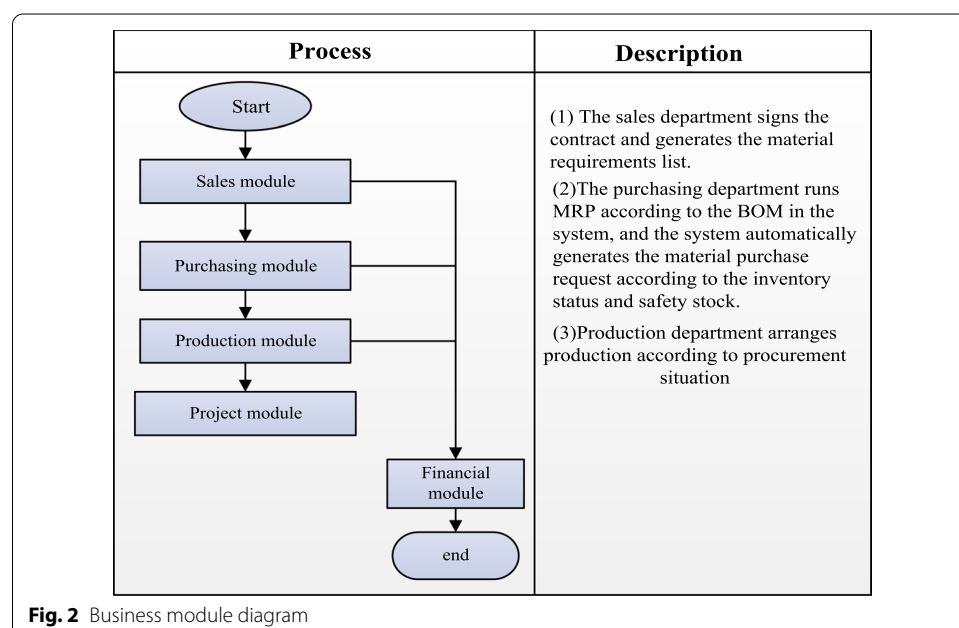 Process
Description
Start
Sales module
Purchasing module
Production module
Project module
Financial
module
end
(1) The sales department signs the
contract and generates the material
requirements list.
(2)The purchasing department runs
MRP according to the BOM in the
system, and the system automatically
generates the material purchase
request according to the inventory
status and safety stock.
(3)Production department arranges
production according to procurement
situation
Fig. 2 Business module diagram